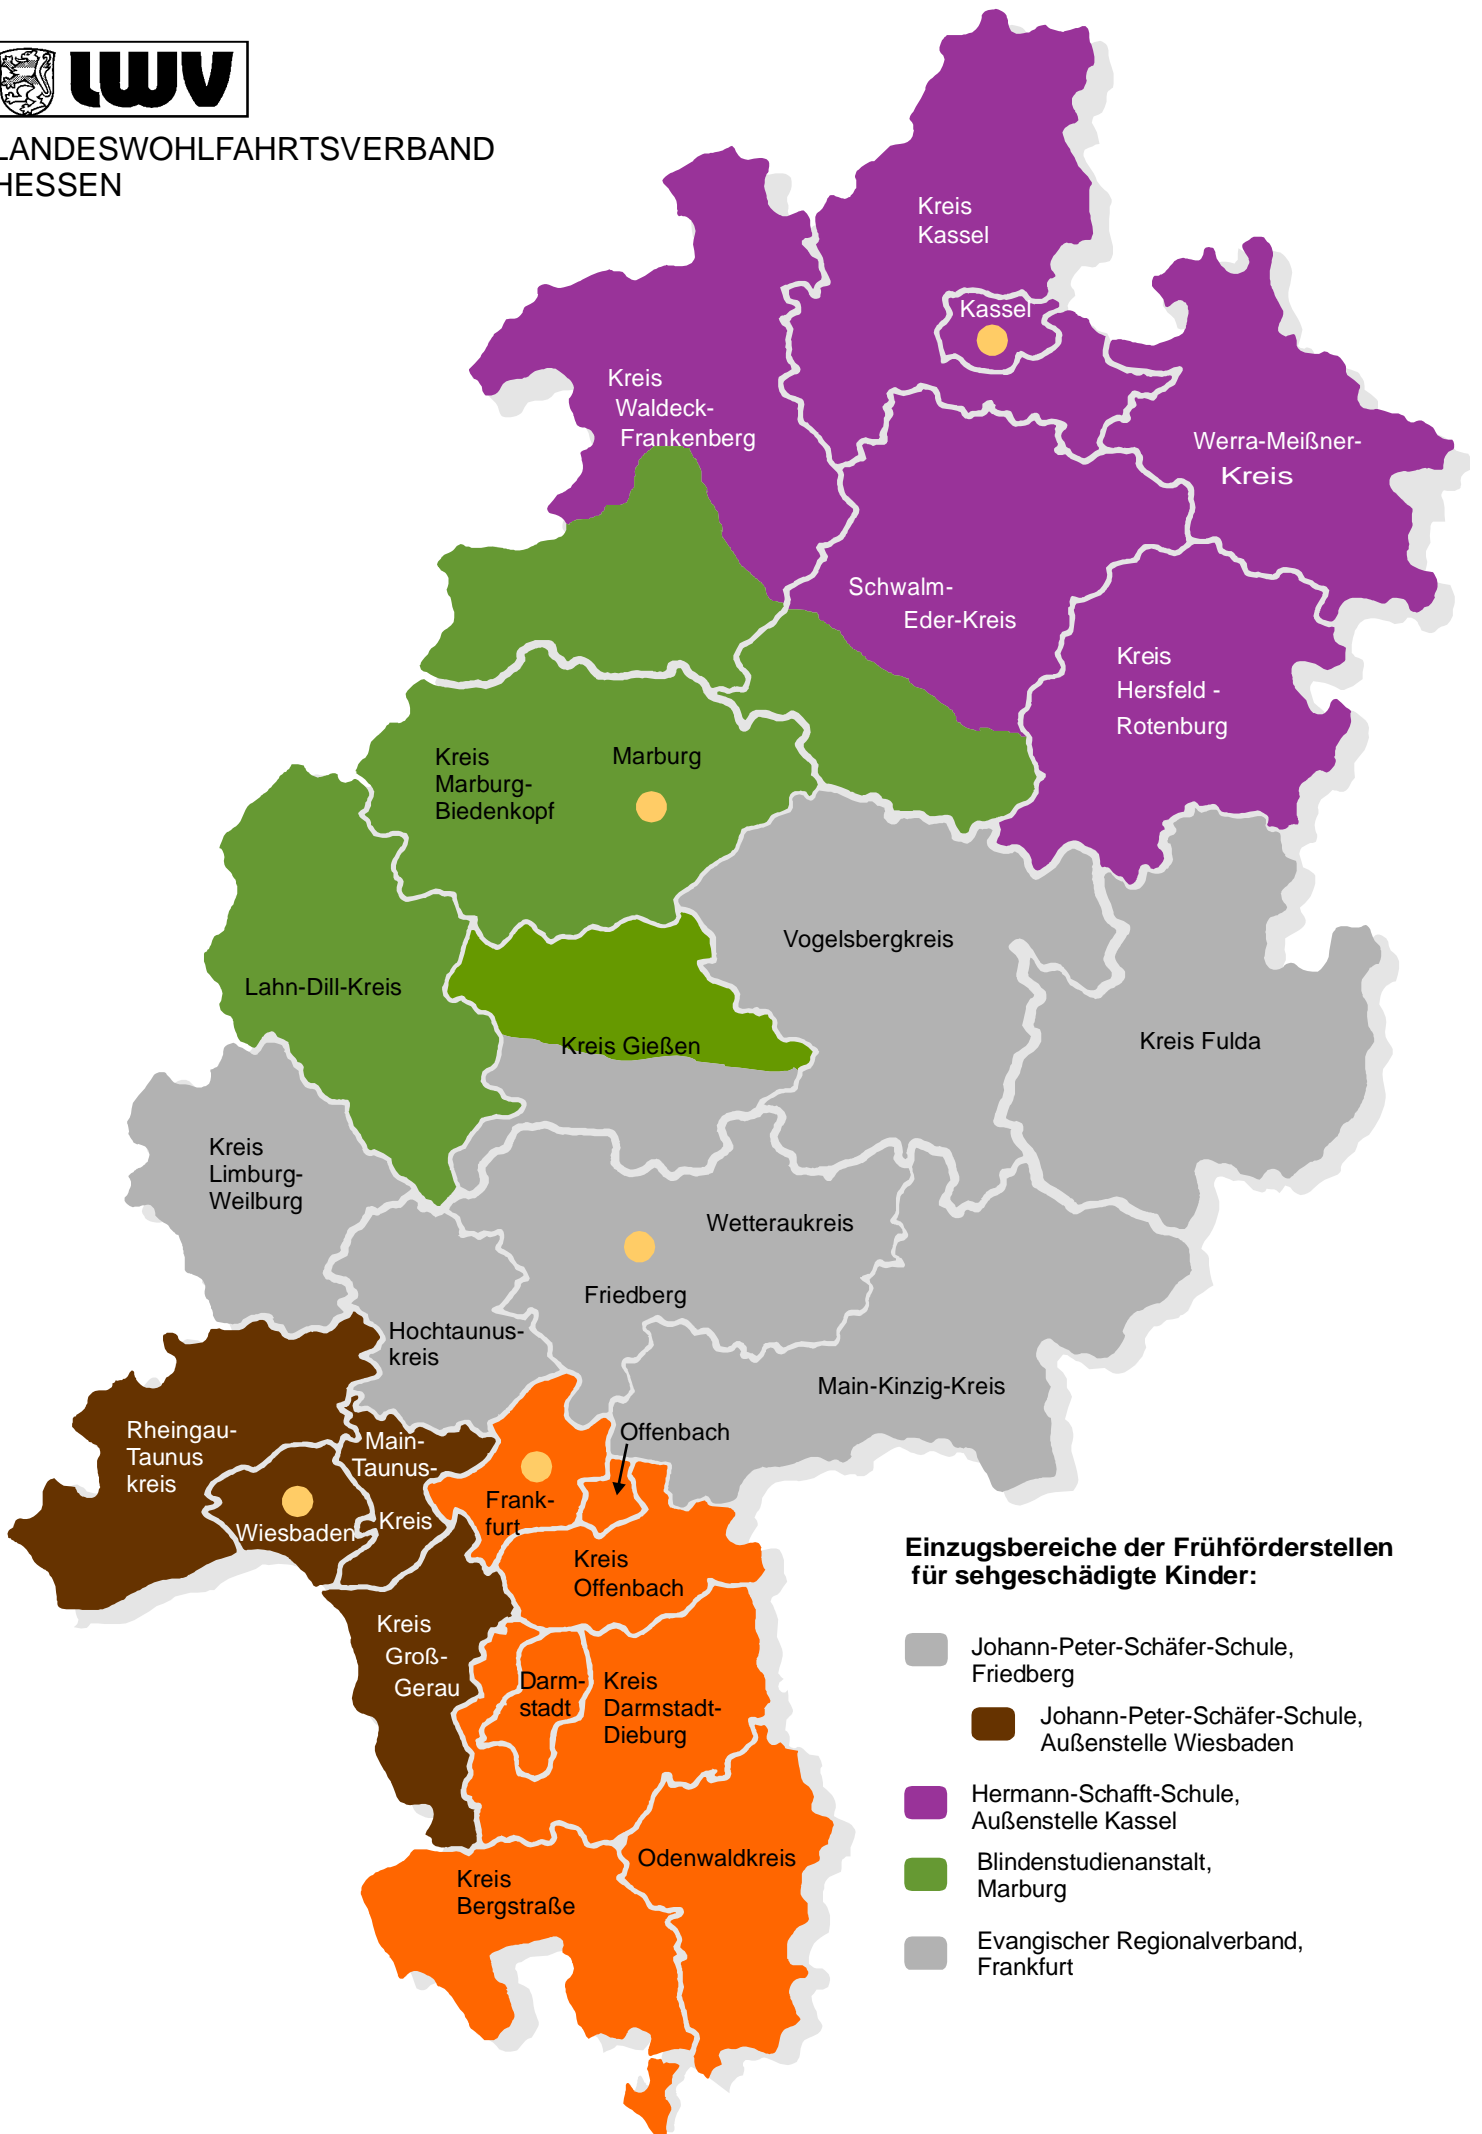 LWV
LANDESWOHLFAHRTSVERBAND
HESSEN
Kreis
Kassel
Kassel
Kreis
Waldeck-
Frankenberg
Werra-Meißner-
Kreis
Schwalm-
Eder-Kreis
Kreis
Hersfeld -
Rotenburg
Kreis
Marburg-
Biedenkopf
Marburg
Vogelsbergkreis
Lahn-Dill-Kreis
Kreis Gießen
Kreis Fulda
Kreis
Limburg-
Weilburg
Wetteraukreis
Friedberg
Hochtaunus-
kreis
Main-Kinzig-Kreis
Rheingau-
Taunus
kreis
Main-
Taunus-
Kreis
Offenbach
Wiesbaden
Frank-
furt
Kreis
Offenbach
Kreis
Groß-
Gerau
Darm-
stadt
Kreis
Darmstadt-
Dieburg
Odenwaldkreis
Kreis
Bergstraße
Einzugsbereiche der Frühförderstellen
für sehgeschädigte Kinder:
Johann-Peter-Schäfer-Schule,
Friedberg
Johann-Peter-Schäfer-Schule,
Außenstelle Wiesbaden
Hermann-Schafft-Schule,
Außenstelle Kassel
Blindenstudienanstalt,
Marburg
Evangischer Regionalverband,
Frankfurt